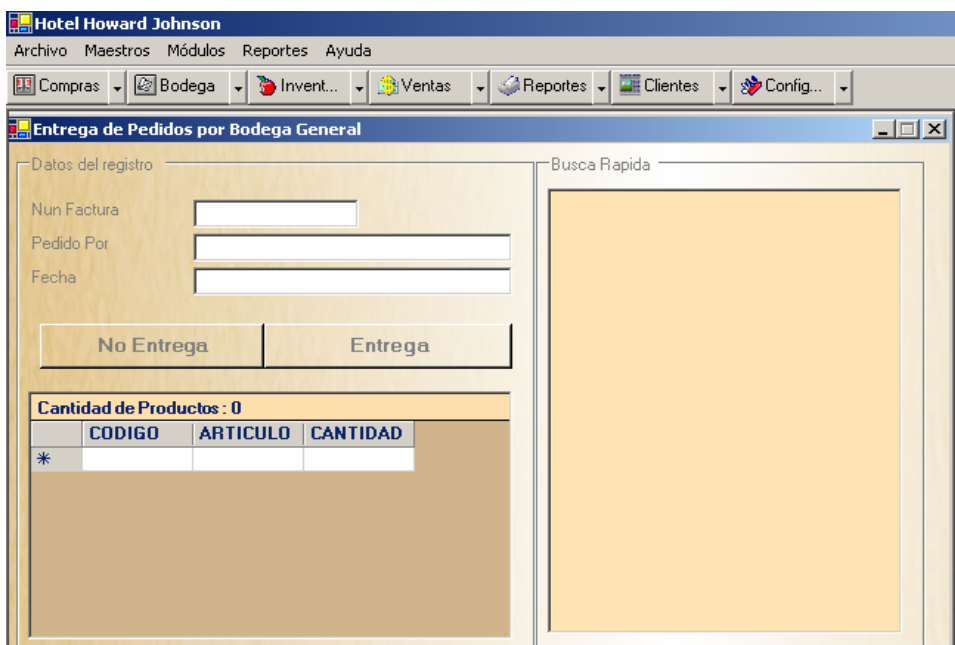 Hotel Howard Johnson
Archivo Maestros Módulos Reportes Ayuda
Compras Bodega Invent... Ventas Reportes Clientes Config...
Entrega de Pedidos por Bodega General
Datos del registro
Nun Factura
Pedido Por
Fecha
No Entrega Entrega
Cantidad de Productos : 0
CODIGO ARTICULO CANTIDAD
*
Busca Rapida